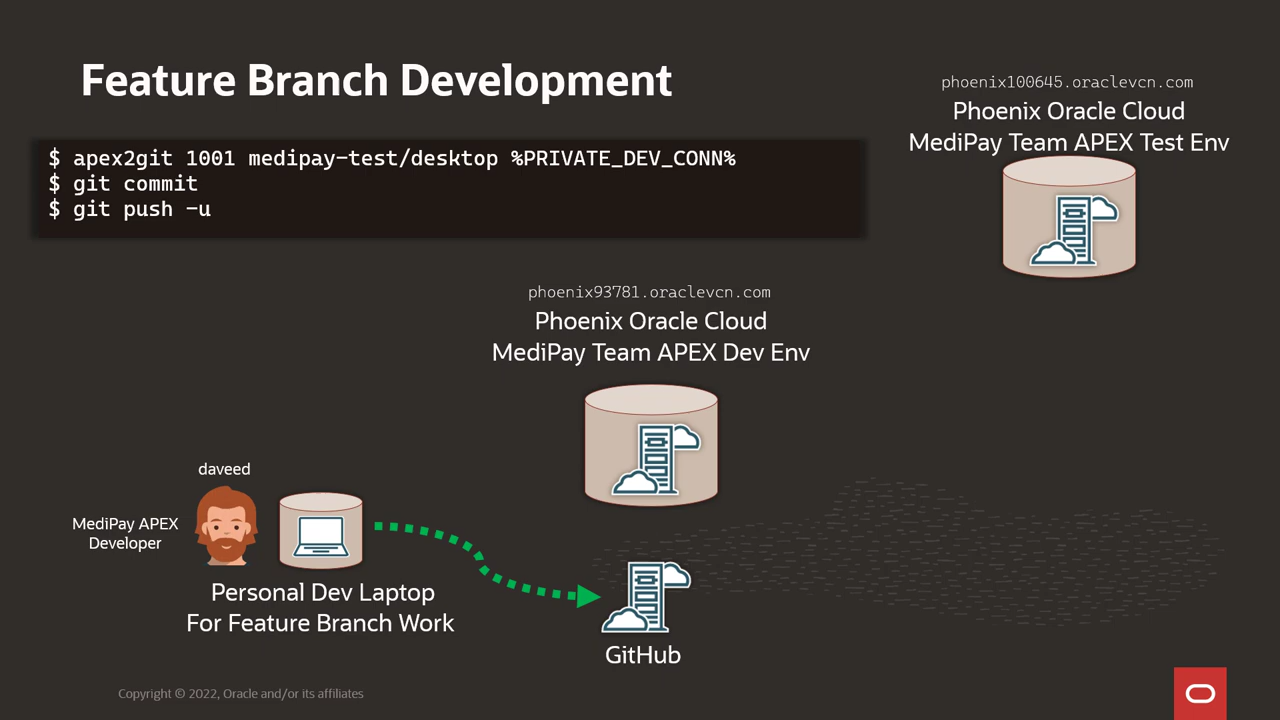 Feature Branch Development
$ apex2git 1001 medipay-test/desktop %PRIVATE_DEV_CONN%
$ git commit
$ git push -u
phoenix100645.oraclevcn.com
Phoenix Oracle Cloud
MediPay Team APEX Test Env
phoenix93781.oraclevcn.com
Phoenix Oracle Cloud
MediPay Team APEX Dev Env
daveed
MediPay APEX
Developer
Personal Dev Laptop
For Feature Branch Work
GitHub
Copyright © 2022, Oracle and/or its affiliates